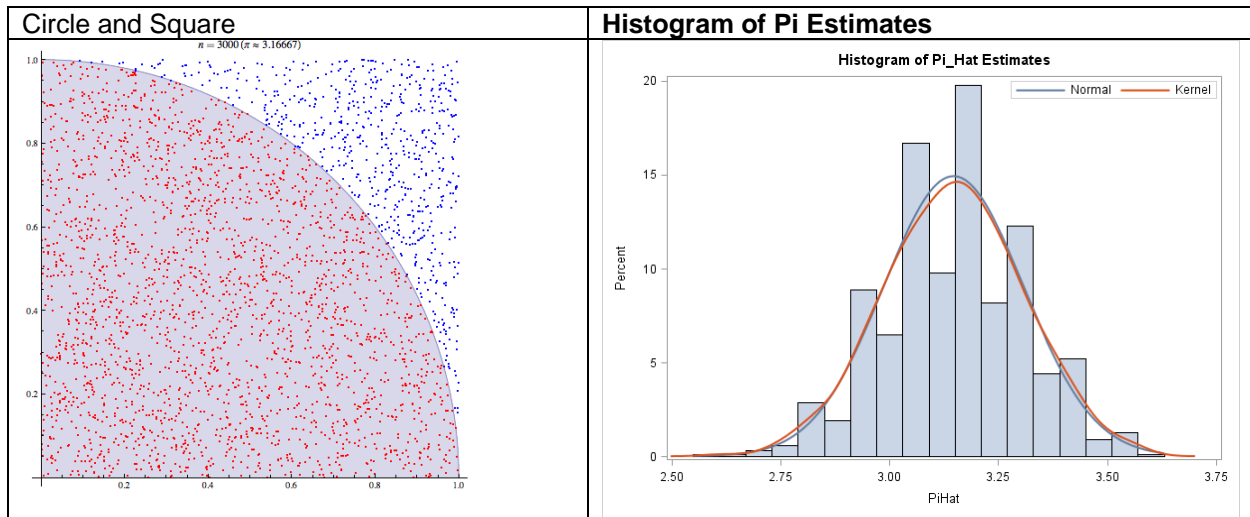 Circle and Square
n = 3000 (π ≈ 3.16667)
1.0
0.8
0.6
0.4
0.2
0.2 0.4 0.6 0.8 1.0
Histogram of Pi Estimates
Histogram of Pi_Hat Estimates
Normal Kernel
20
15
10
5
0
Percent
2.50 2.75 3.00 3.25 3.50 3.75
PiHat